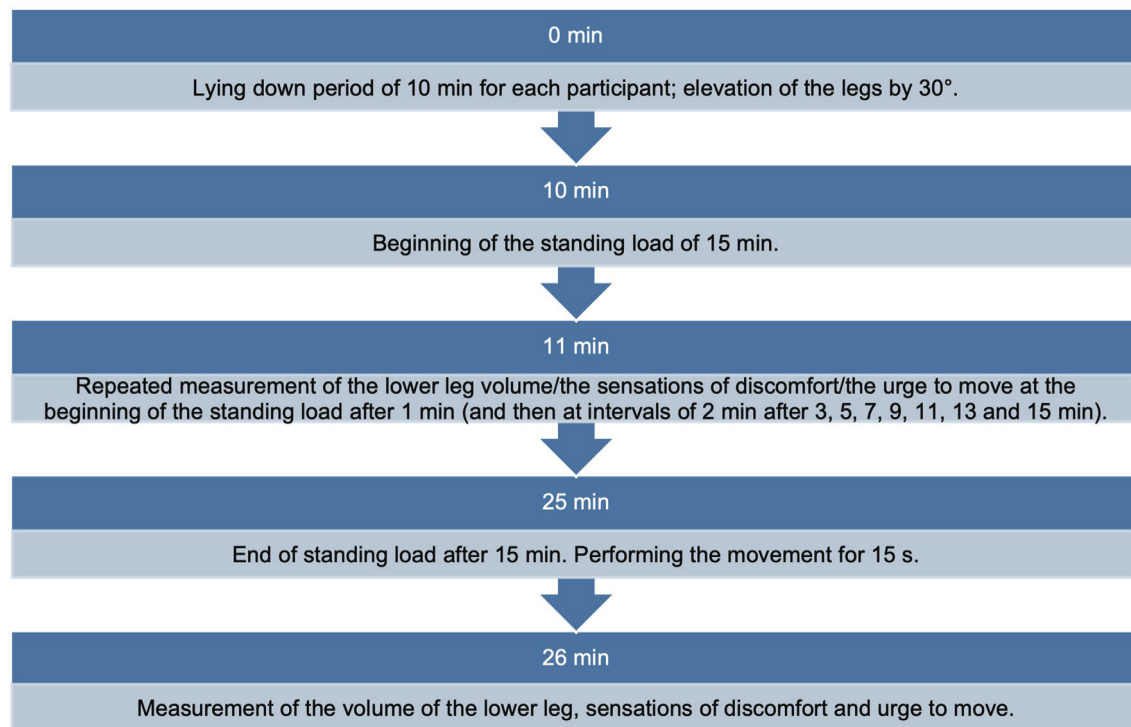 0 min
Lying down period of 10 min for each participant; elevation of the legs by 30°.
10 min
Beginning of the standing load of 15 min.
11 min
Repeated measurement of the lower leg volume/the sensations of discomfort/the urge to move at the
beginning of the standing load after 1 min (and then at intervals of 2 min after 3, 5, 7, 9, 11, 13 and 15 min).
25 min
End of standing load after 15 min. Performing the movement for 15 s.
26 min
Measurement of the volume of the lower leg, sensations of discomfort and urge to move.